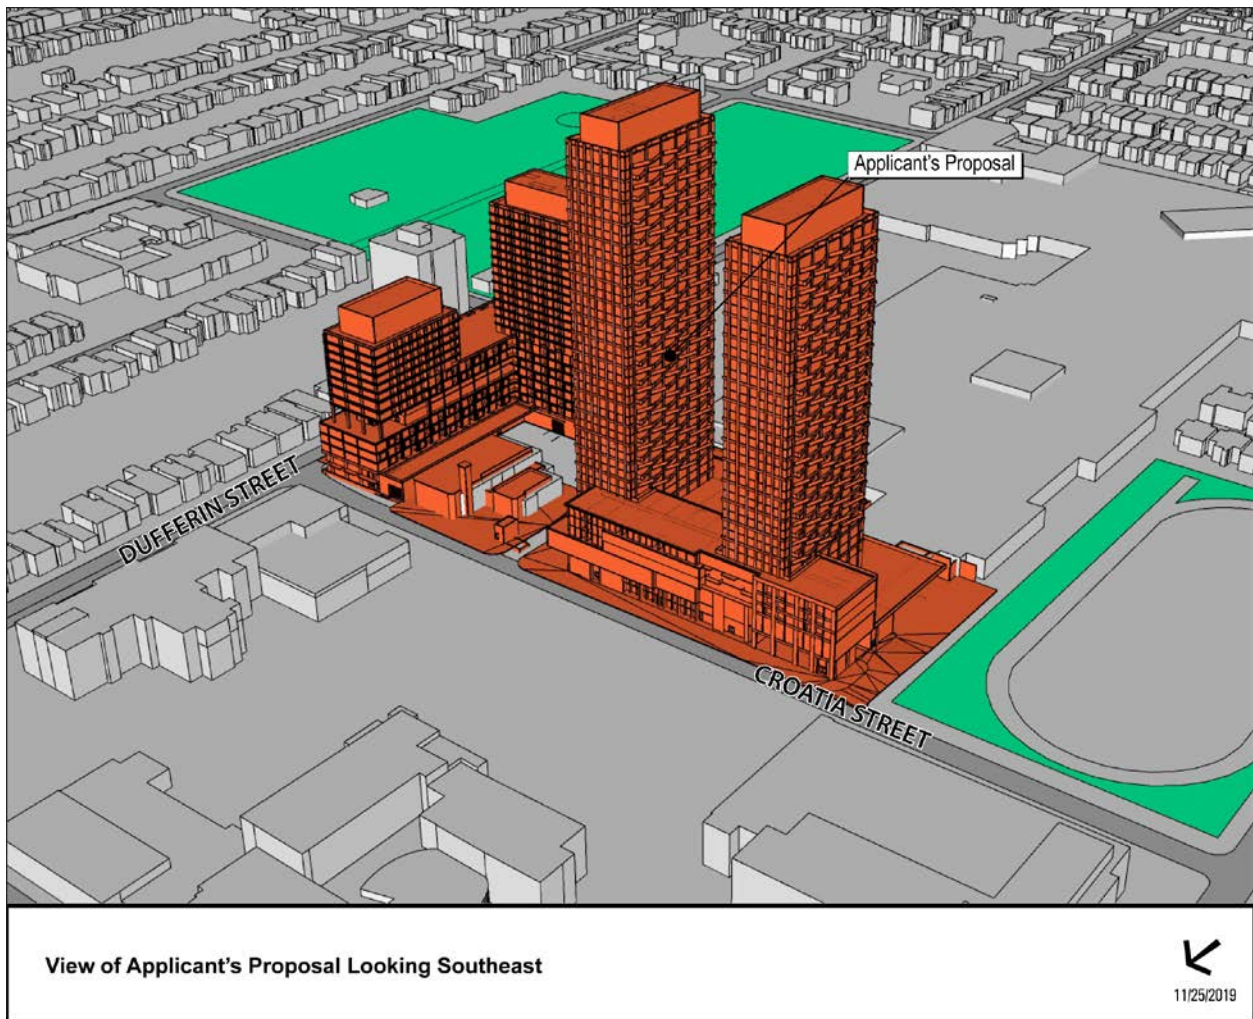 Applicant's Proposal
DUFFERIN STREET
CROATIA STREET
View of Applicant's Proposal Looking Southeast
11/25/2019